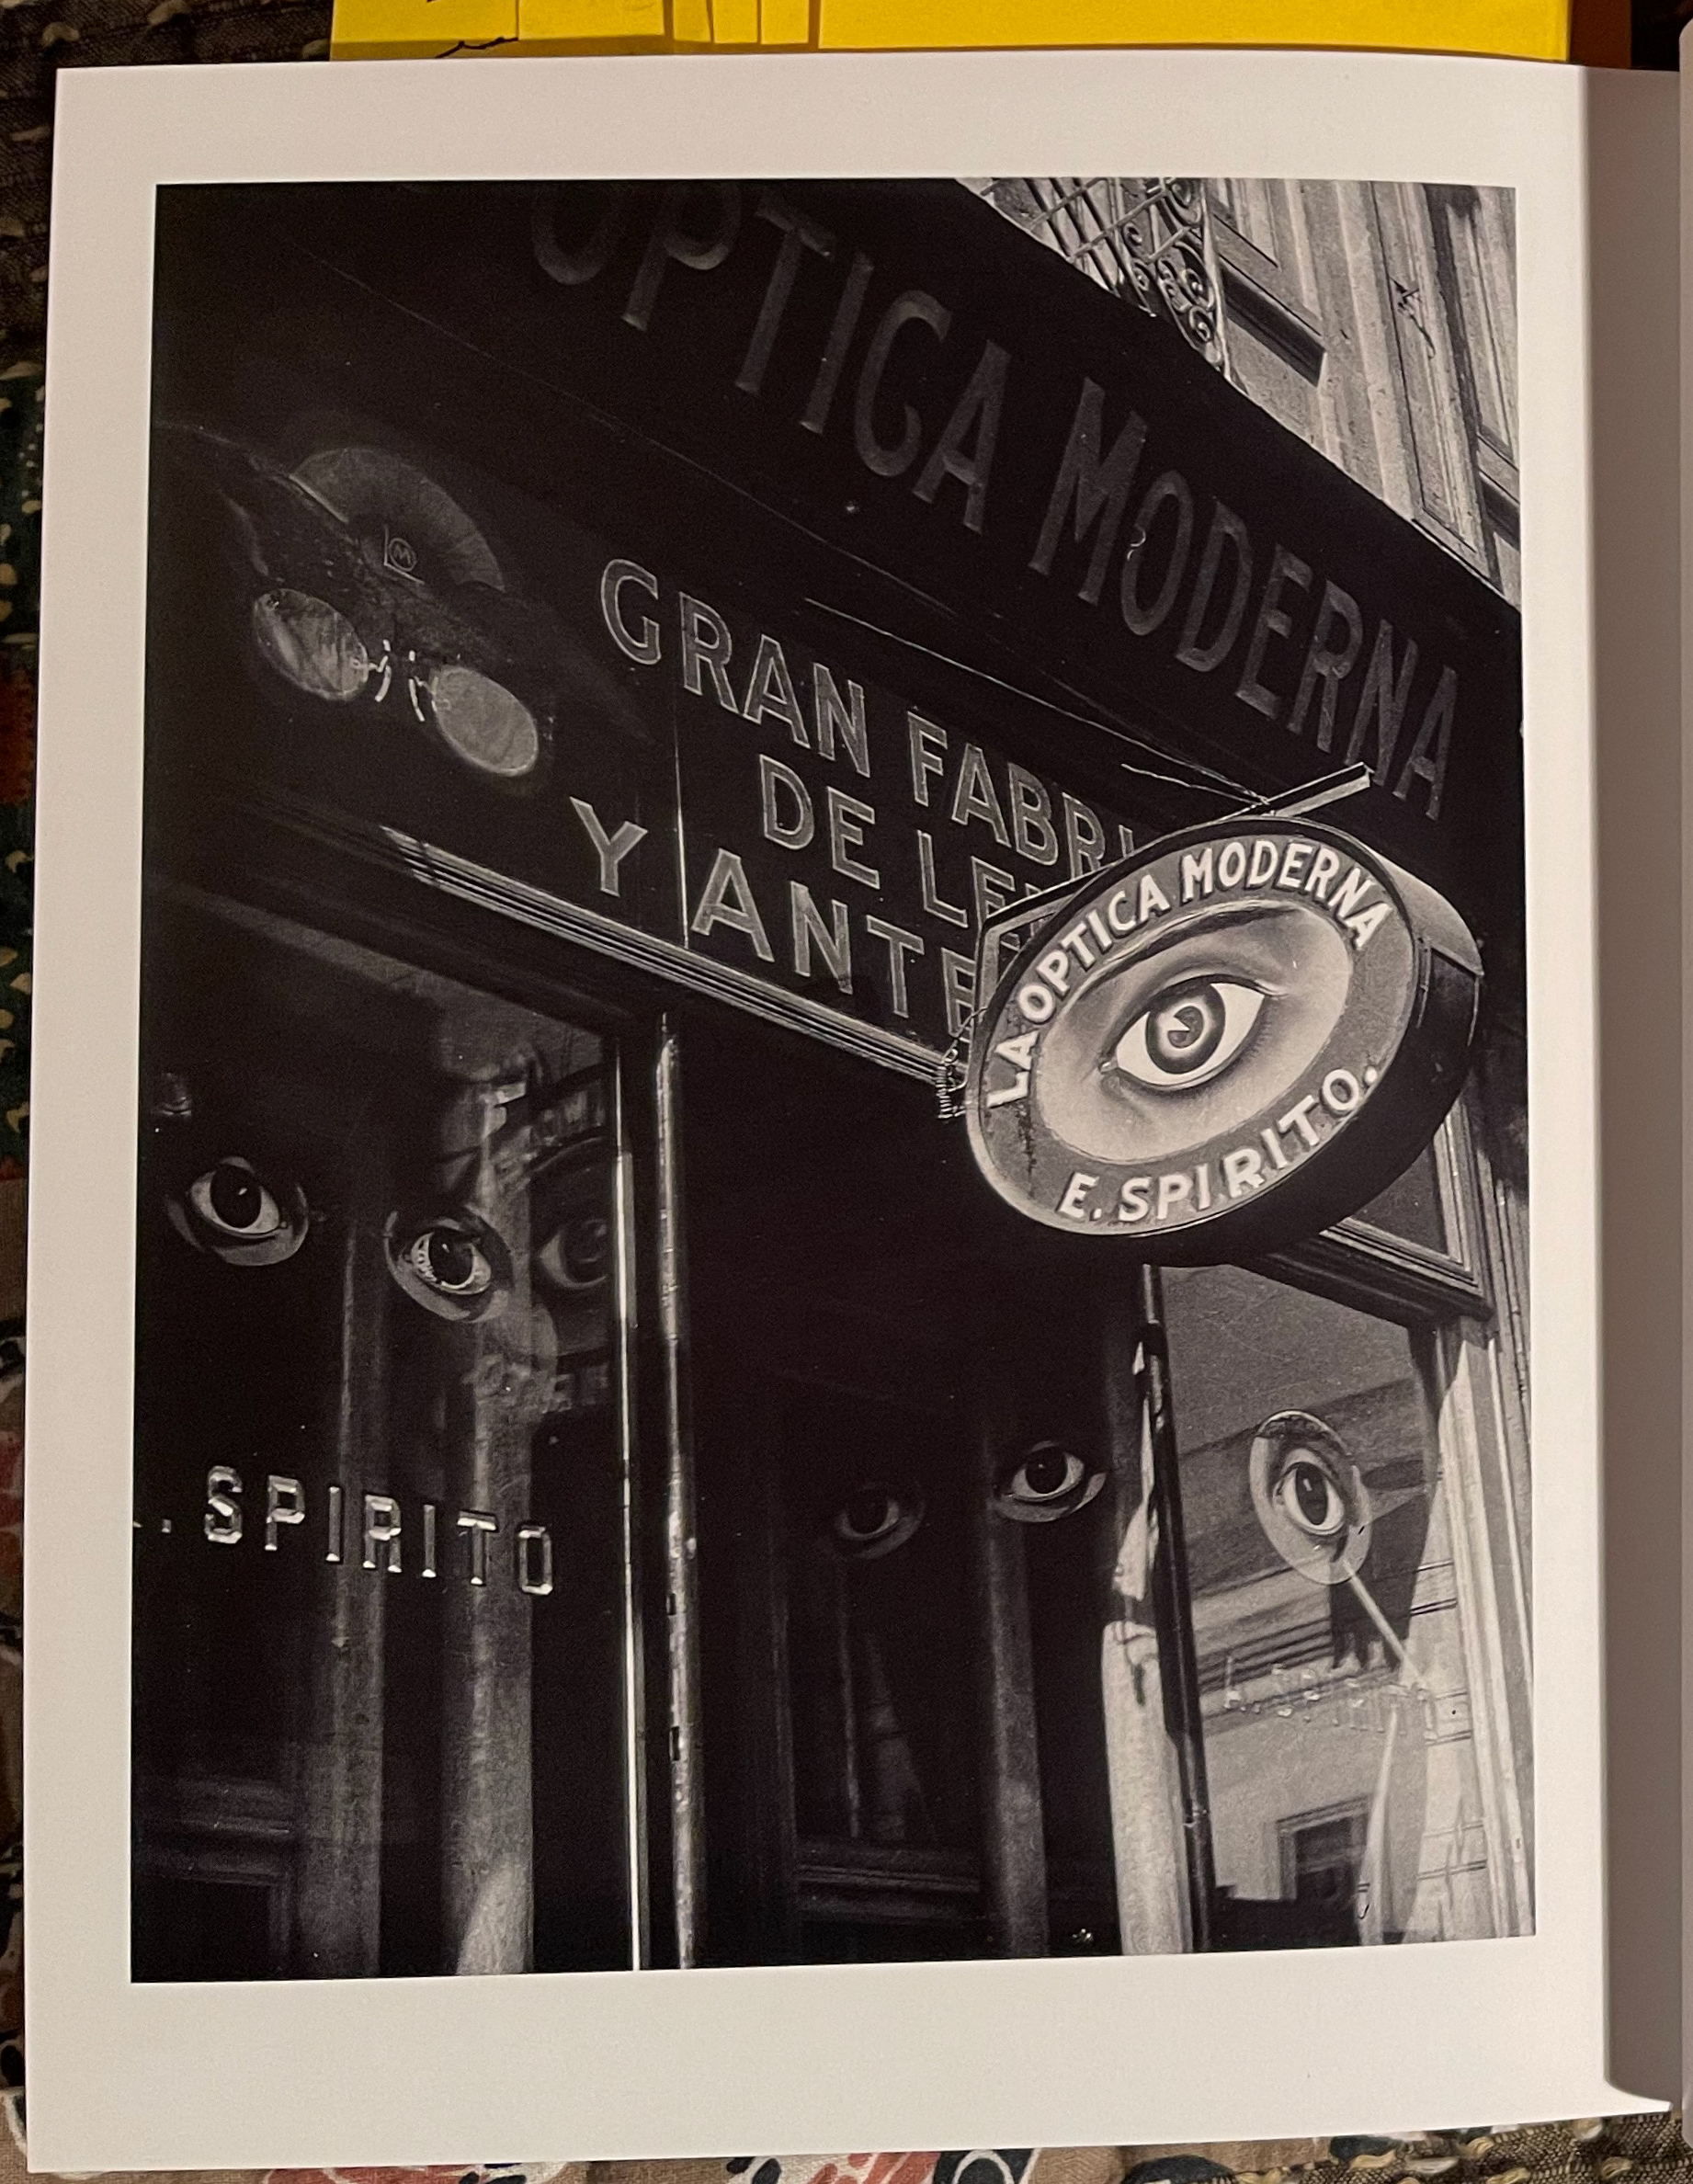 OPTICA MODERNA
GRAN FABRI
DE LE
Y ANTE
LA OPTICA MODERNA
E. SPIRITO.
. SPIRITO